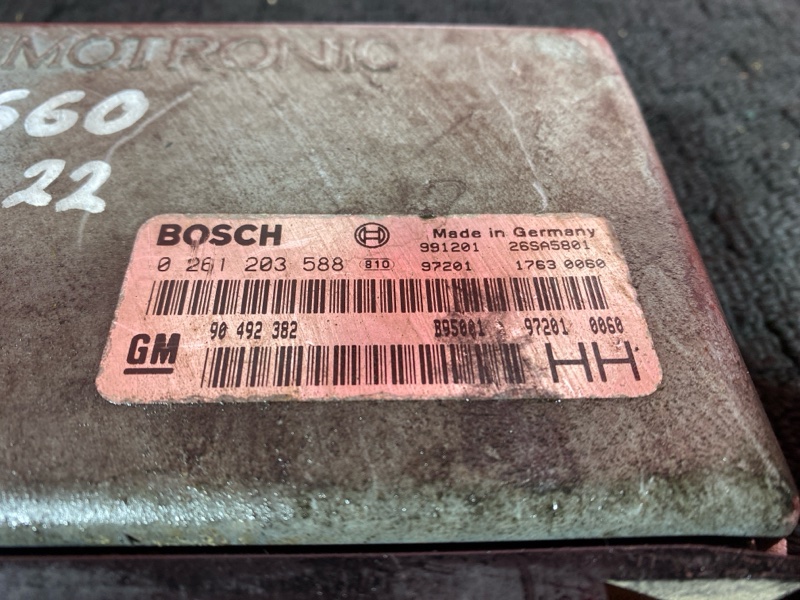 MOTRONIC
660
22
BOSCH Made in Germany
991201 26SA5801
0 261 203 588 810 97201 1763 0060
90 492 382 B95001 97201 0060
GM HH